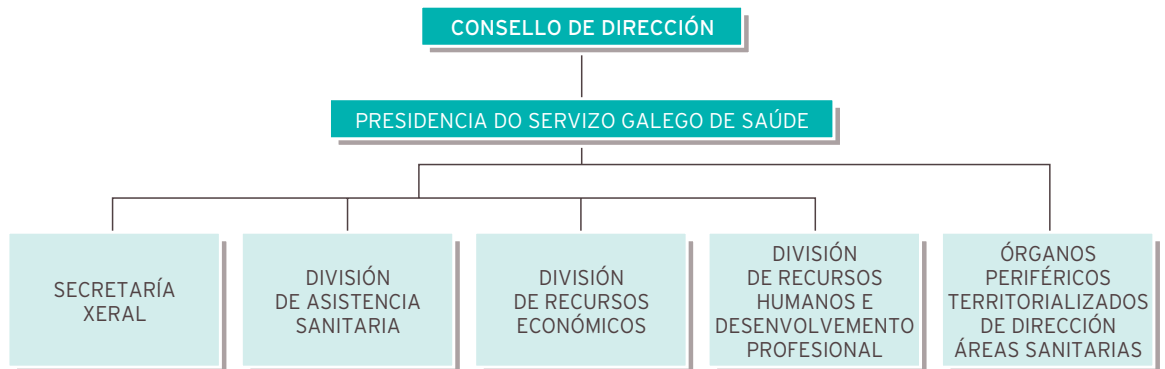 CONSELLO DE DIRECCIÓN
PRESIDENCIA DO SERVIZO GALEGO DE SAÚDE
SECRETARÍA
XERAL
DIVISIÓN
DE ASISTENCIA
SANITARIA
DIVISIÓN
DE RECURSOS
ECONÓMICOS
DIVISIÓN
DE RECURSOS
HUMANOS E
DESENVOLVEMENTO
PROFESIONAL
ÓRGANOS
PERIFÉRICOS
TERRITORIALIZADOS
DE DIRECCIÓN
ÁREAS SANITARIAS